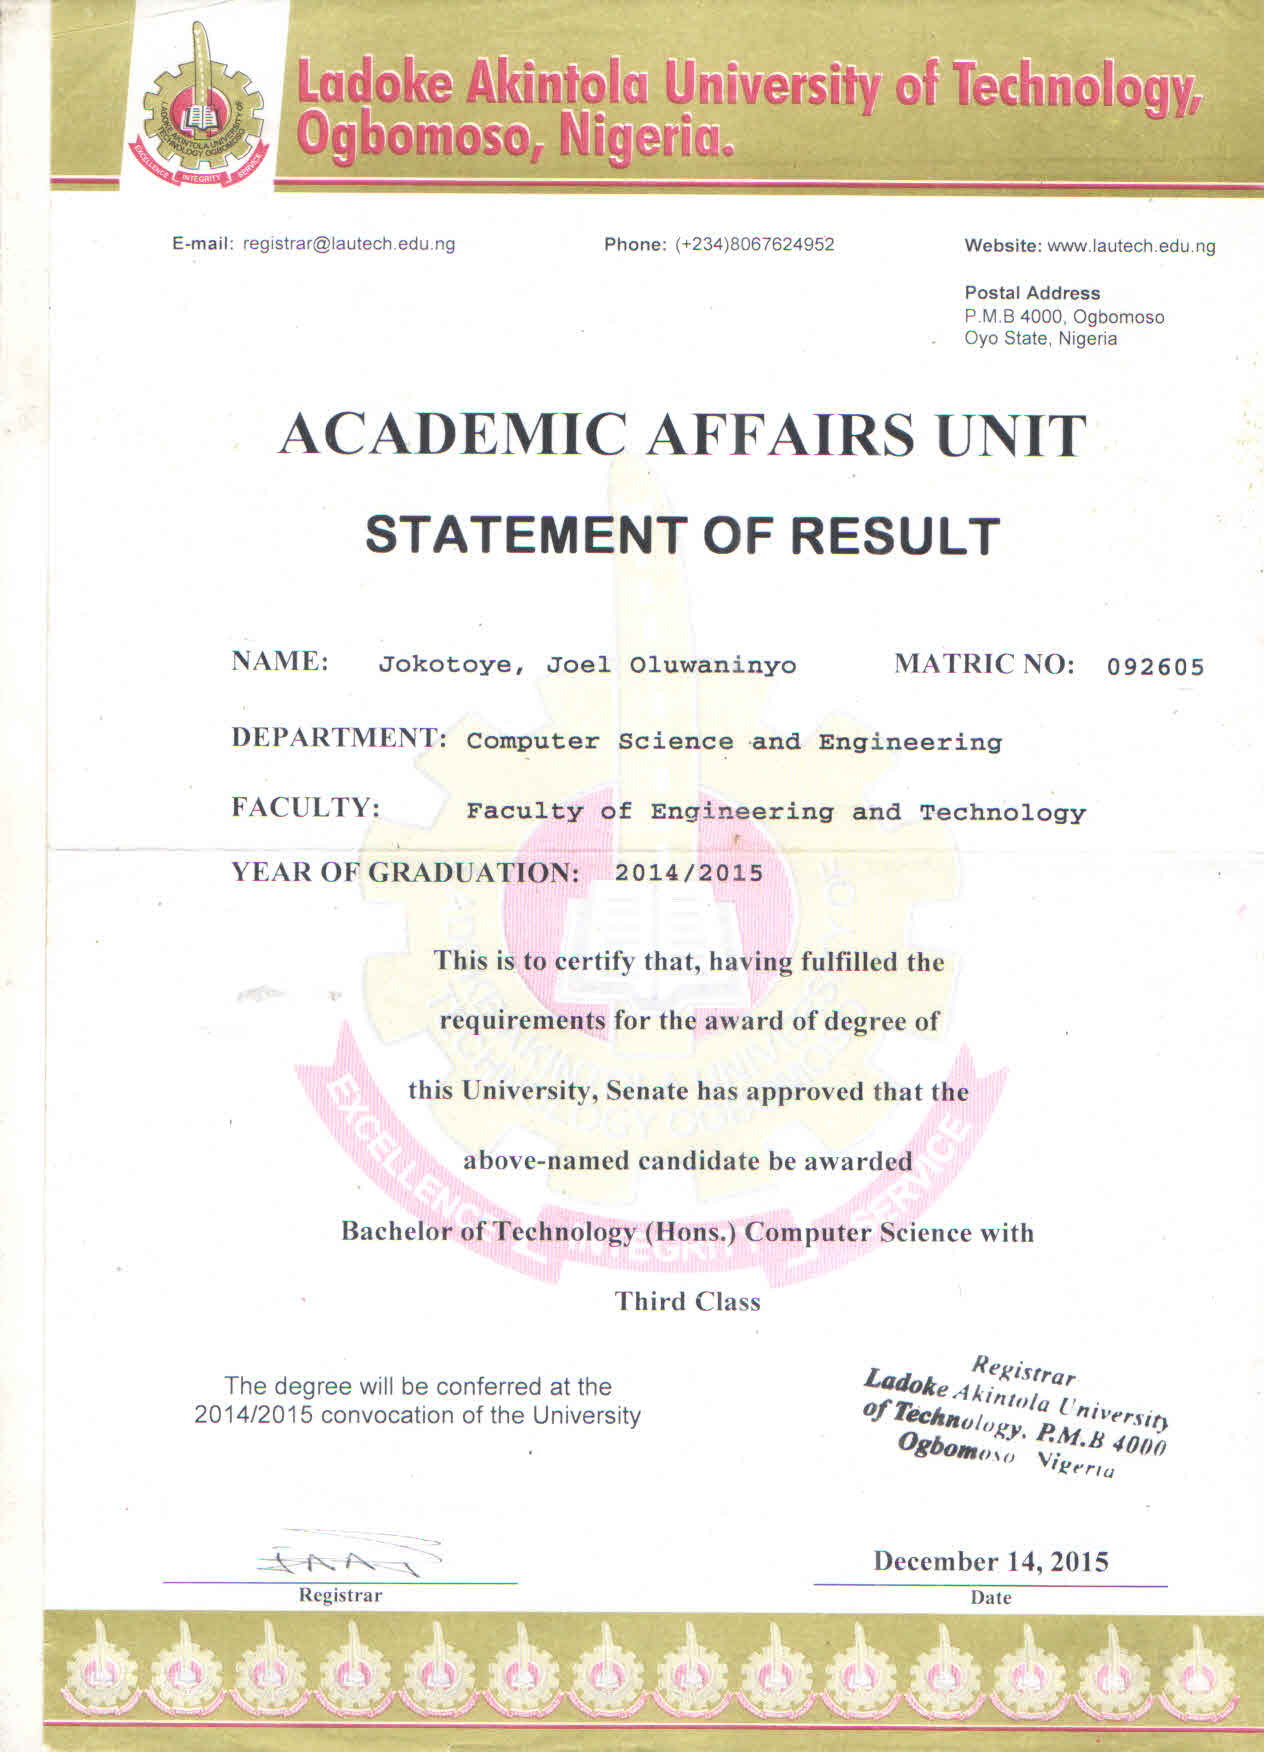 Ladoke Akintola University of Technology,
Ogbomoso, Nigeria.
LADOKE AKINTOLA UNIVERSITY OF
TECHNOLOGY OGBOMOSO
EXCELLENCE INTEGRITY SERVICE
E-mail: registrar@lautech.edu.ng Phone: (+234)8067624952 Website: www.lautech.edu.ng
Postal Address
P.M.B 4000, Ogbomoso
Oyo State, Nigeria
ACADEMIC AFFAIRS UNIT
STATEMENT OF RESULT
NAME: Jokotoye, Joel Oluwaninyo MATRIC NO: 092605
DEPARTMENT: Computer Science and Engineering
FACULTY: Faculty of Engineering and Technology
YEAR OF GRADUATION: 2014/2015
This is to certify that, having fulfilled the
requirements for the award of degree of
this University, Senate has approved that the
above-named candidate be awarded
Bachelor of Technology (Hons.) Computer Science with
Third Class
EXCELLENCE INTEGRITY SERVICE
The degree will be conferred at the
2014/2015 convocation of the University
Registrar
Ladoke Akintola University
of Technology, P.M.B 4000
Ogbomoso Nigeria
December 14, 2015
Registrar
Date